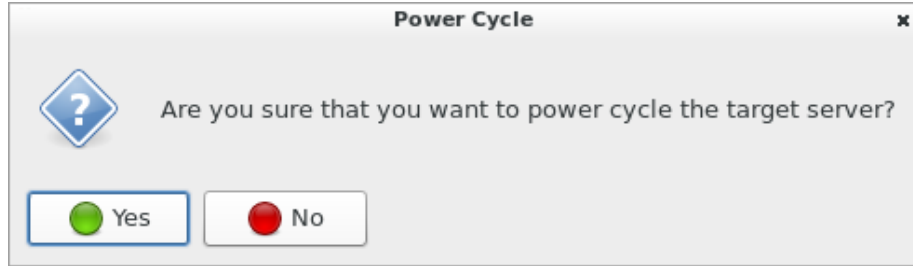 Power Cycle
Are you sure that you want to power cycle the target server?
Yes
No